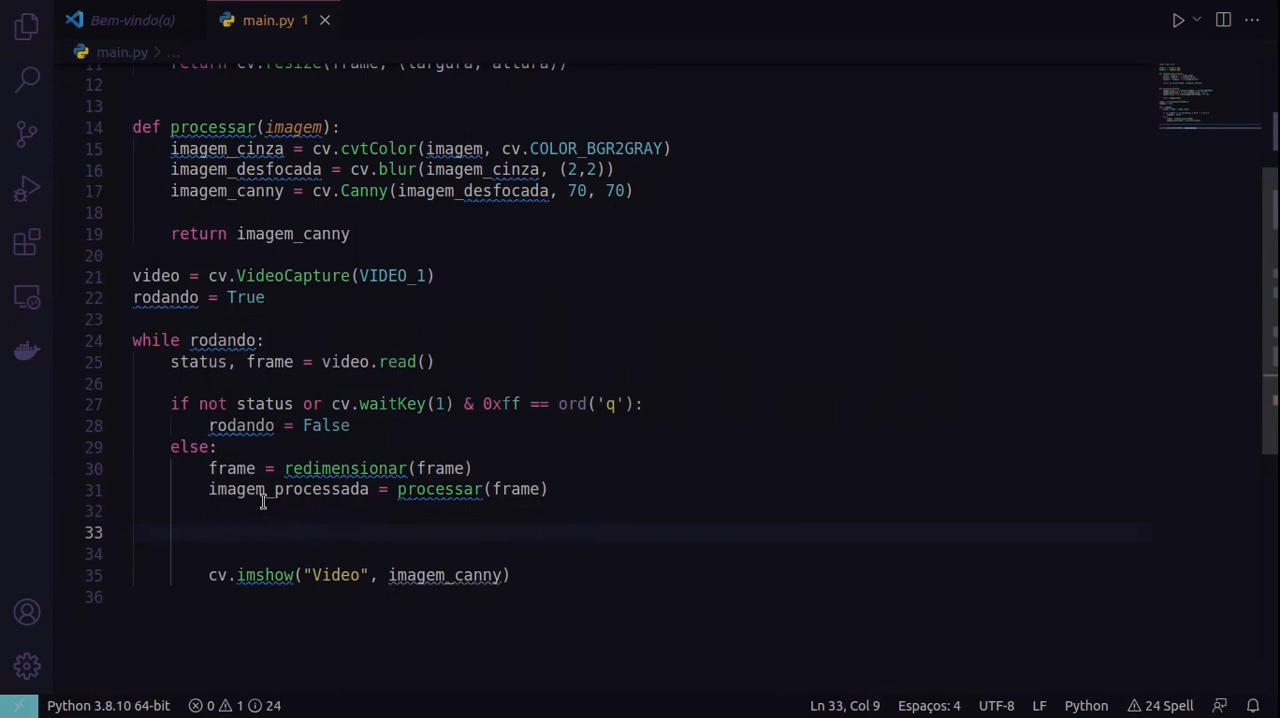 Bem-vindo(a)
main.py 1
main.py > ...
11 return cv.resize(frame, (largura, altura))
12
13
14 def processar(imagem):
15 imagem_cinza = cv.cvtColor(imagem, cv.COLOR_BGR2GRAY)
16 imagem_desfocada = cv.blur(imagem_cinza, (2,2))
17 imagem_canny = cv.Canny(imagem_desfocada, 70, 70)
18
19 return imagem_canny
20
21 video = cv.VideoCapture(VIDEO_1)
22 rodando = True
23
24 while rodando:
25 status, frame = video.read()
26
27 if not status or cv.waitKey(1) & 0xff == ord('q'):
28 rodando = False
29 else:
30 frame = redimensionar(frame)
31 imagem_processada = processar(frame)
32
33
34
35 cv.imshow("Video", imagem_canny)
36
Python 3.8.10 64-bit 0 1 24 Ln 33, Col 9 Espaços: 4 UTF-8 LF Python 24 Spell